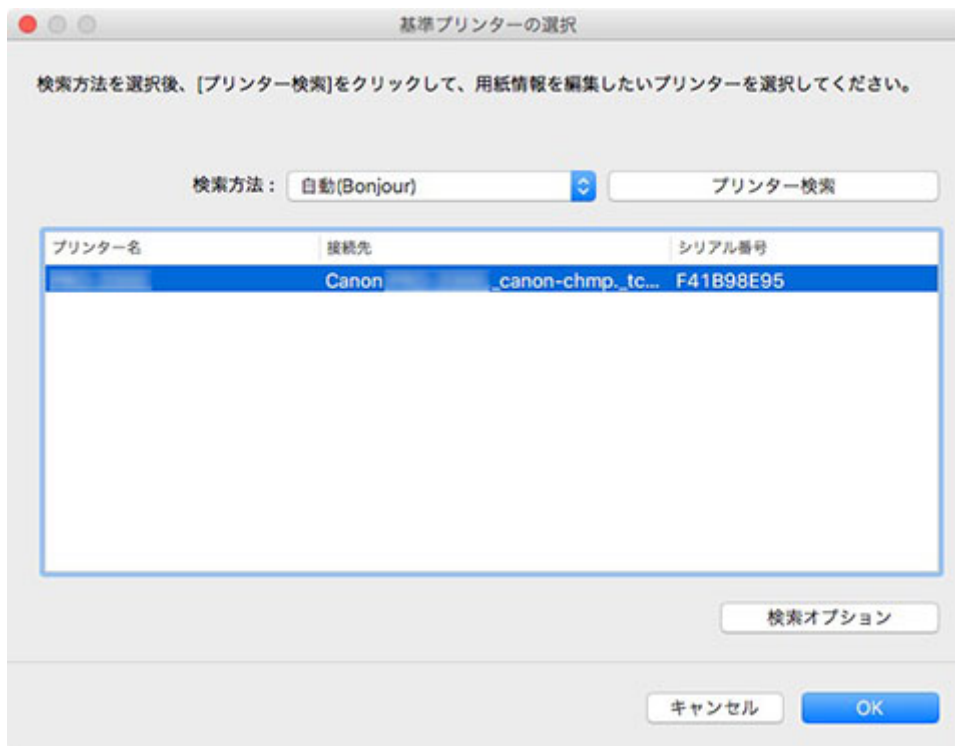 基準プリンターの選択
検索方法を選択後、[プリンター検索]をクリックして、用紙情報を編集したいプリンターを選択してください。
検索方法： 自動(Bonjour) プリンター検索
プリンター名 接続先 シリアル番号
Canon _canon-chmp._tc... F41B98E95
検索オプション
キャンセル OK